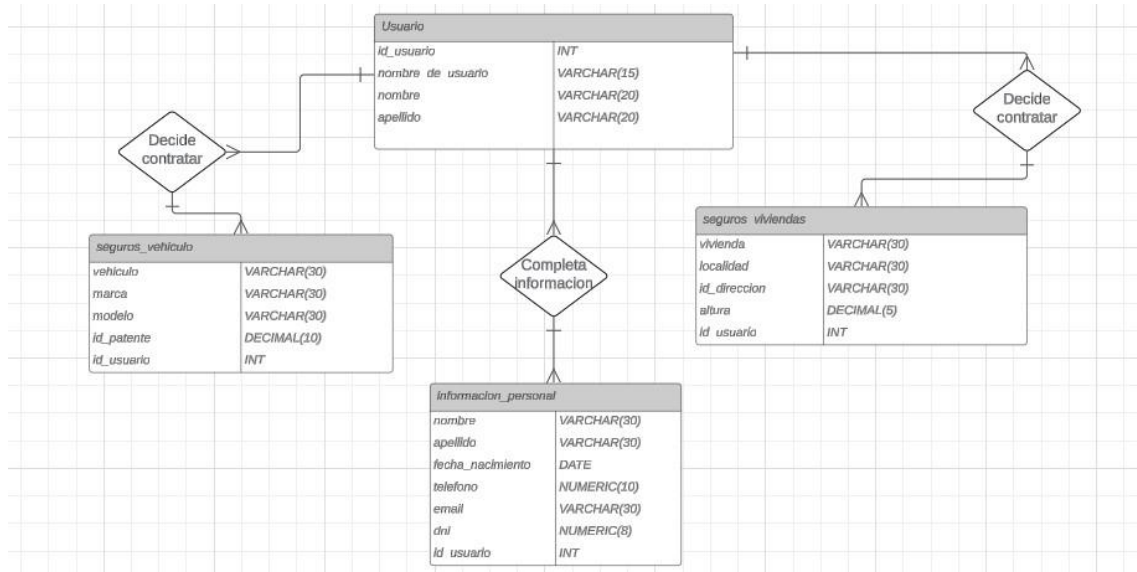 Usuario
id_usuario INT
nombre de usuario VARCHAR(15)
nombre VARCHAR(20)
apellido VARCHAR(20)
Decide
contratar
Decide
contratar
seguros_vehiculo
vehiculo VARCHAR(30)
marca VARCHAR(30)
modelo VARCHAR(30)
id_patente DECIMAL(10)
id_usuario INT
Completa
informacion
seguros viviendas
vivienda VARCHAR(30)
localidad VARCHAR(30)
id_direccion VARCHAR(30)
altura DECIMAL(5)
id usuario INT
informacion_personal
nombre VARCHAR(30)
apellido VARCHAR(30)
fecha_nacimiento DATE
telefono NUMERIC(10)
email VARCHAR(30)
dni NUMERIC(8)
id usuario INT